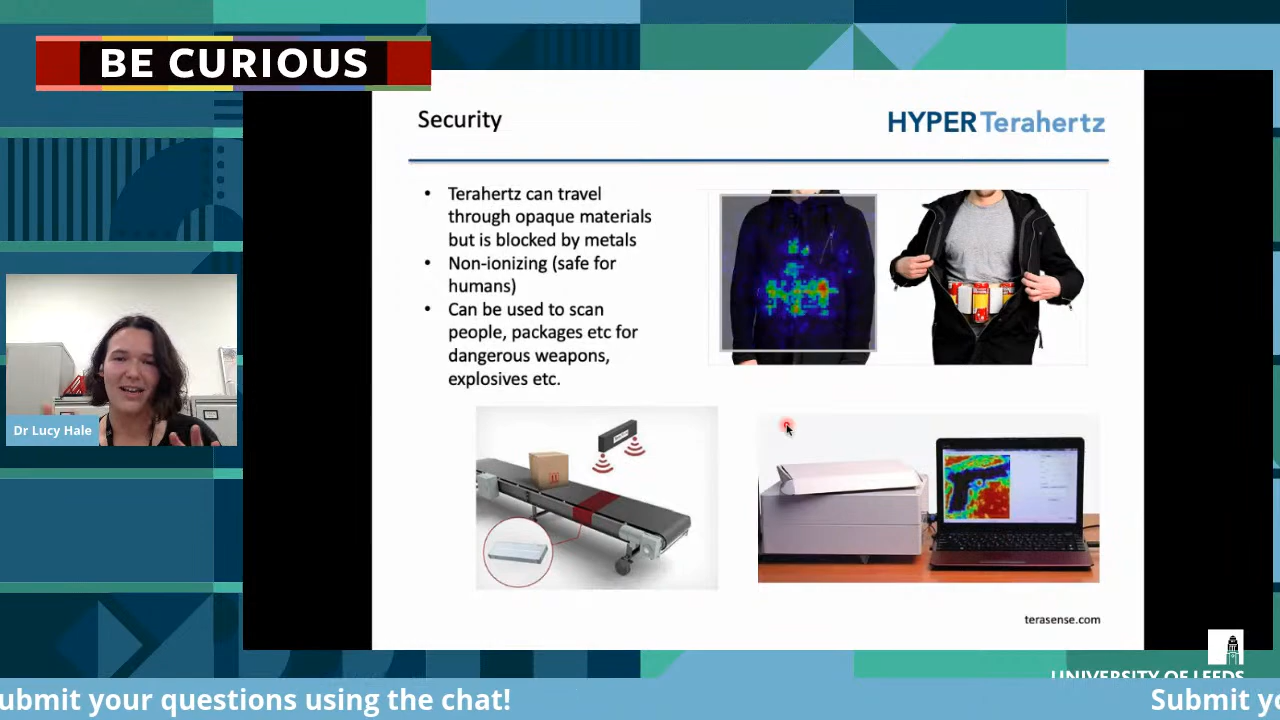 BE CURIOUS
Security
HYPER Terahertz
• Terahertz can travel
through opaque materials
but is blocked by metals
• Non-ionizing (safe for
humans)
• Can be used to scan
people, packages etc for
dangerous weapons,
explosives etc.
Dr Lucy Hale
terasense.com
UNIVERSITY OF LEEDS
ubmit your questions using the chat!
Submit yo